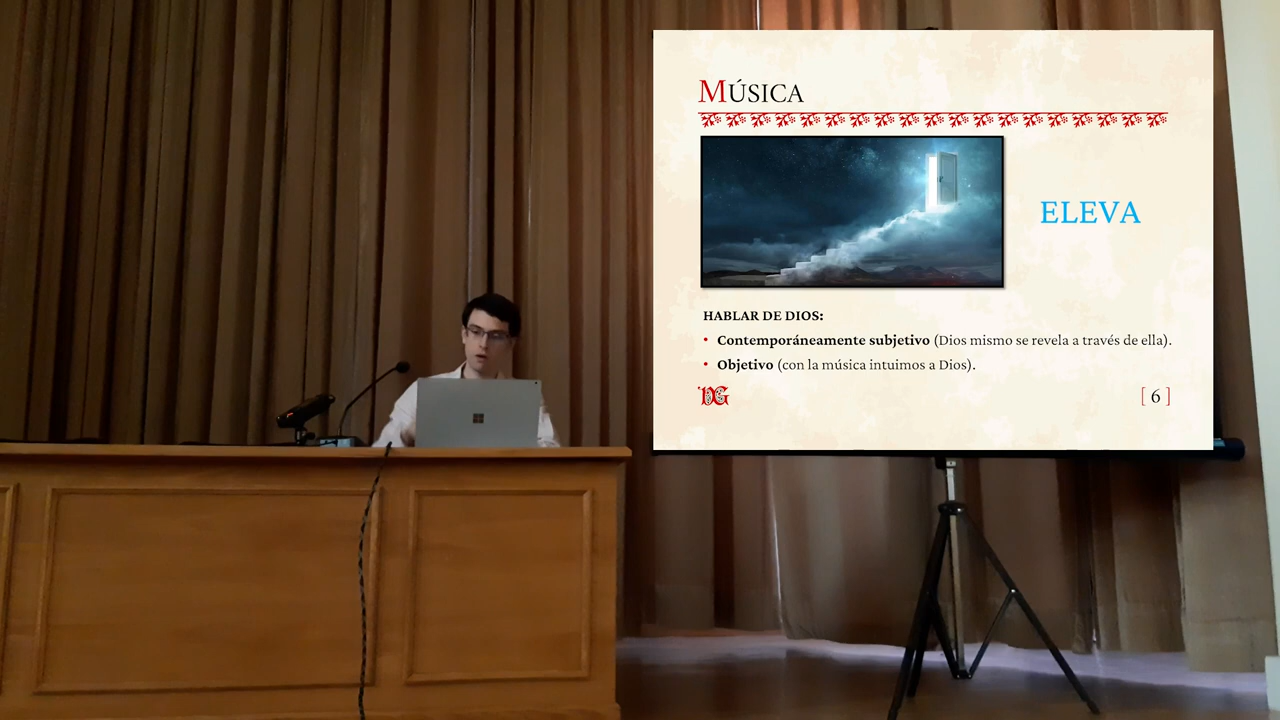 MÚSICA
ELEVA
HABLAR DE DIOS:
• Contemporáneamente subjetivo (Dios mismo se revela a través de ella).
• Objetivo (con la música intuimos a Dios).
DG
[ 6 ]